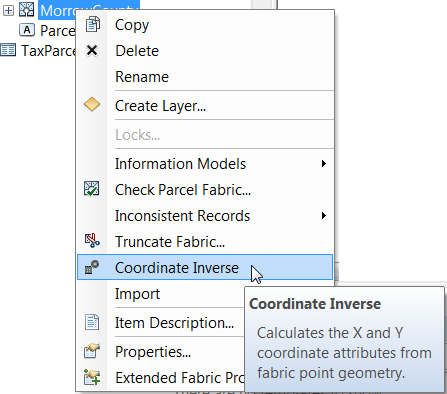 MorrowCounty
Parce
TaxParce
Copy
Delete
Rename
Create Layer...
Locks...
Information Models
Check Parcel Fabric...
Inconsistent Records
Truncate Fabric...
Coordinate Inverse
Import
Item Description...
Properties...
Extended Fabric Pro
Coordinate Inverse
Calculates the X and Y
coordinate attributes from
fabric point geometry.